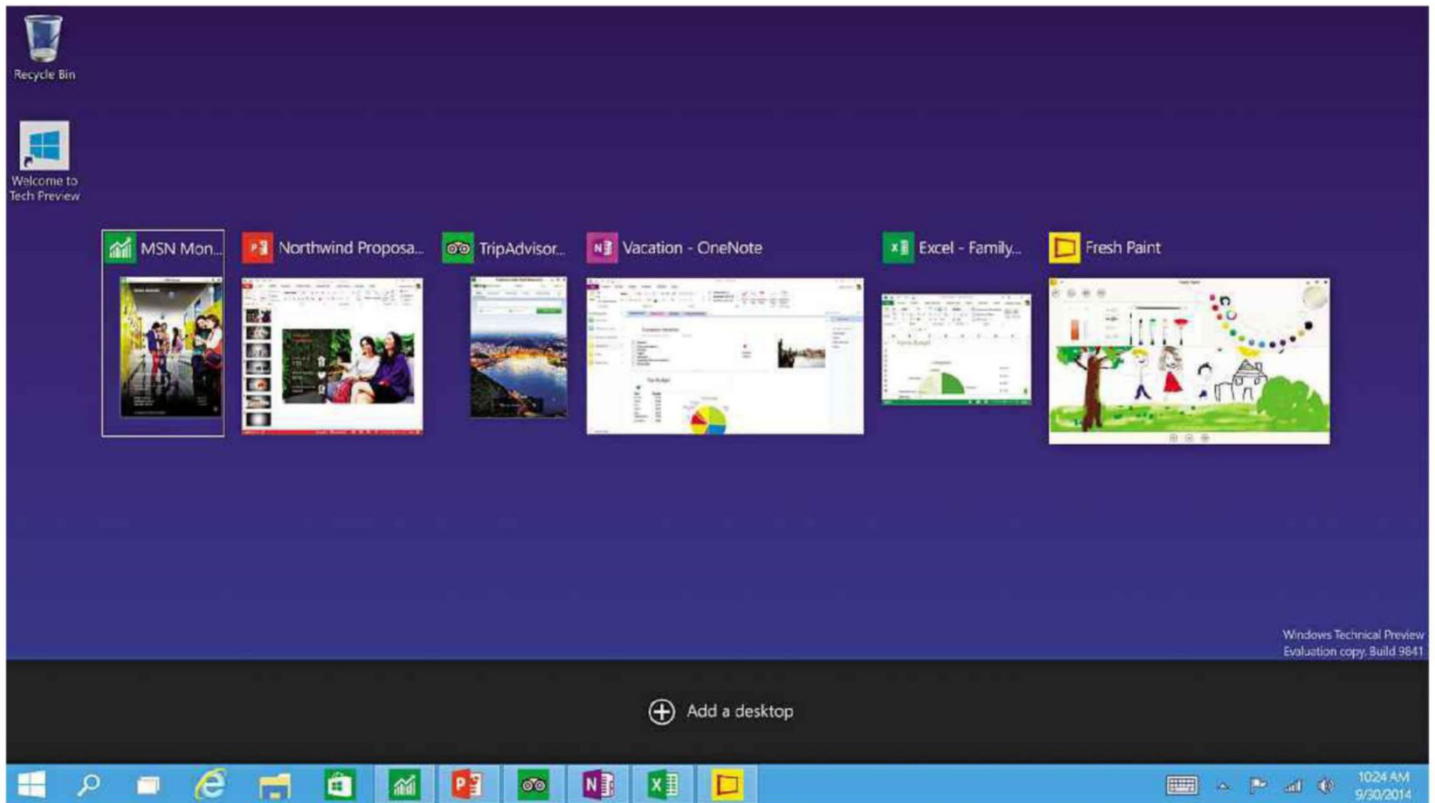 Recycle Bin
Welcome to
Tech Preview
MSN Mon...
Northwind Proposa...
TripAdvisor...
Vacation - OneNote
Excel - Family...
Fresh Paint
Windows Technical Preview
Evaluation copy. Build 9841
Add a desktop
10:24 AM
9/30/2014